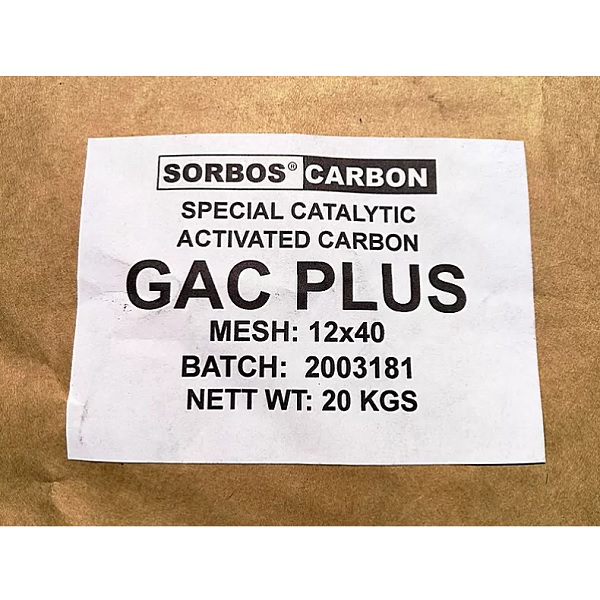 SORBOS® CARBON
SPECIAL CATALYTIC
ACTIVATED CARBON
GAC PLUS
MESH: 12x40
BATCH: 2003181
NETT WT: 20 KGS